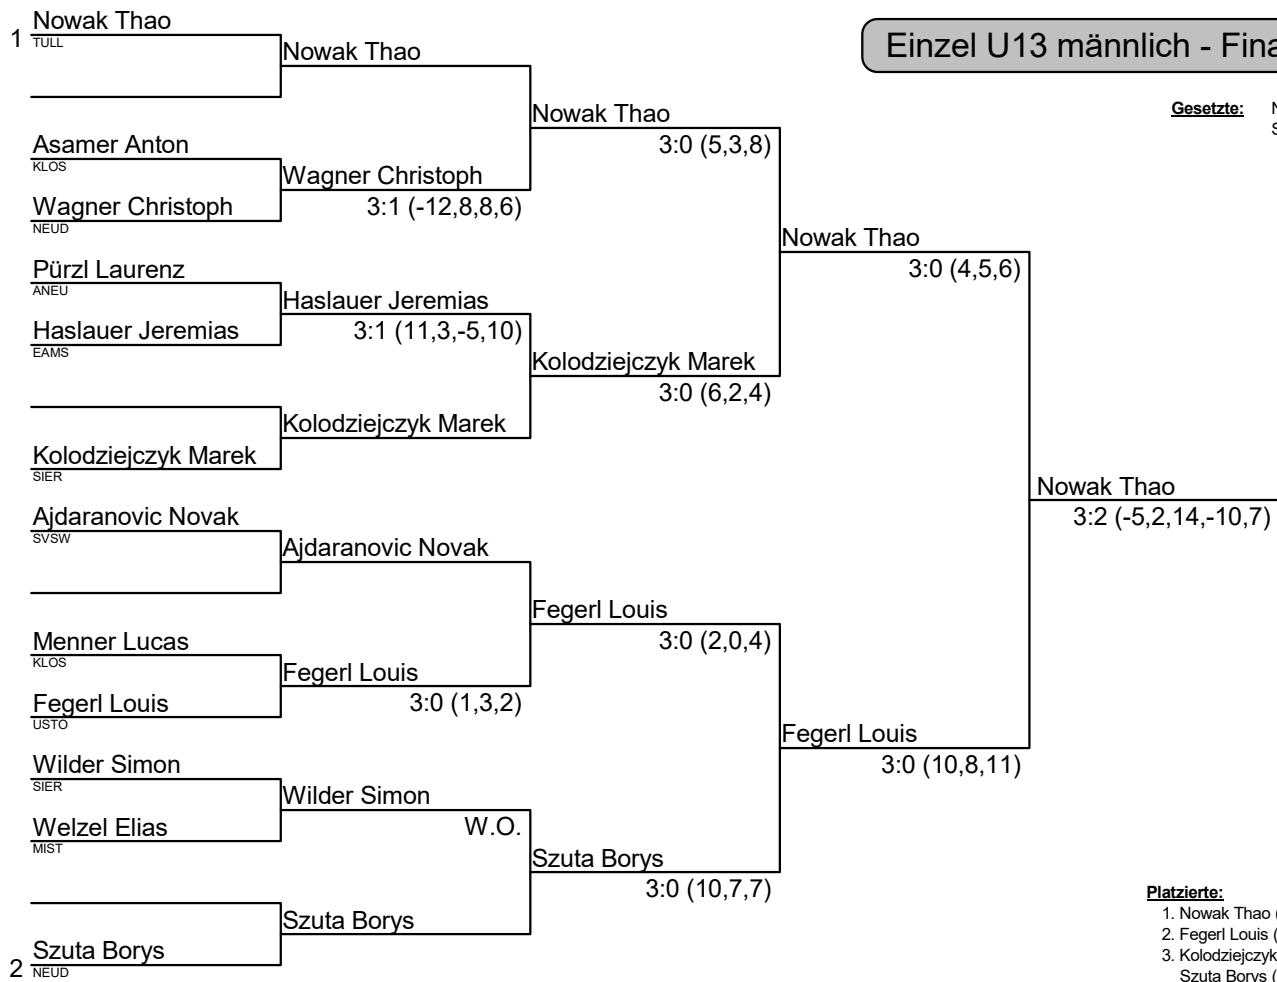 Einzel U13 männlich - Fina
Gesetzte:
1 Nowak Thao
TULL
Asamer Anton
KLOS
Wagner Christoph
NEUD
Pürzl Laurenz
ANEU
Haslauer Jeremias
EAMS
Kolodziejczyk Marek
SIER
Ajdaranovic Novak
SVSW
Menner Lucas
KLOS
Fegerl Louis
USTO
Wilder Simon
SIER
Welzel Elias
MIST
2 Szuta Borys
NEUD
Nowak Thao
Wagner Christoph
3:1 (-12,8,8,6)
Haslauer Jeremias
3:1 (11,3,-5,10)
Kolodziejczyk Marek
Ajdaranovic Novak
Fegerl Louis
3:0 (1,3,2)
Wilder Simon
W.O.
Szuta Borys
Nowak Thao
3:0 (5,3,8)
Kolodziejczyk Marek
3:0 (6,2,4)
Fegerl Louis
3:0 (2,0,4)
Szuta Borys
3:0 (10,7,7)
Nowak Thao
3:0 (4,5,6)
Fegerl Louis
3:0 (10,8,11)
Nowak Thao
3:2 (-5,2,14,-10,7)
Platzierte:
1. Nowak Thao (
2. Fegerl Louis (
3. Kolodziejczyk
Szuta Borys (